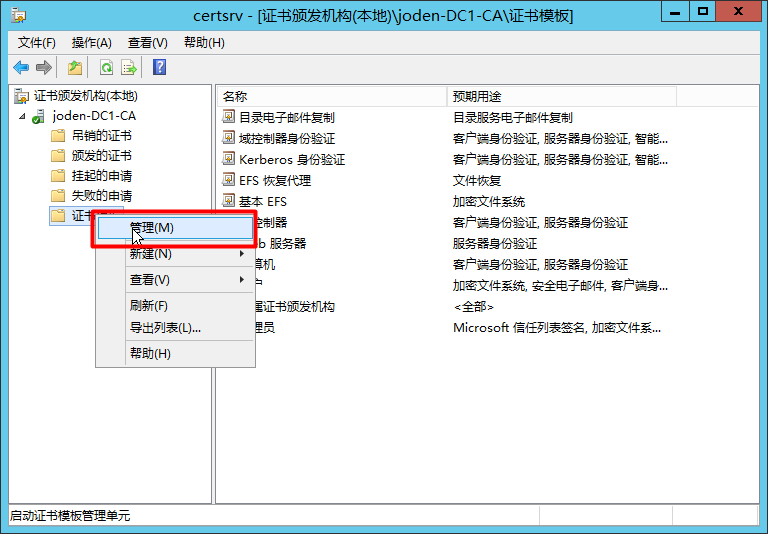 certsrv - [证书颁发机构(本地)\joden-DC1-CA\证书模板]
文件(F) 操作(A) 查看(V) 帮助(H)
证书颁发机构(本地)
joden-DC1-CA
吊销的证书
颁发的证书
挂起的申请
失败的申请
证书
管理(M)
新建(N)
查看(V)
刷新(F)
导出列表(L)...
帮助(H)
名称 预期用途
目录电子邮件复制 目录服务电子邮件复制
域控制器身份验证 客户端身份验证, 服务器身份验证, 智能...
Kerberos 身份验证 客户端身份验证, 服务器身份验证, 智能...
EFS 恢复代理 文件恢复
基本 EFS 加密文件系统
控制器 客户端身份验证, 服务器身份验证
b 服务器 服务器身份验证
算机 客户端身份验证, 服务器身份验证
加密文件系统, 安全电子邮件, 客户端身...
属证书颁发机构 <全部>
理员 Microsoft 信任列表签名, 加密文件系...
启动证书模板管理单元